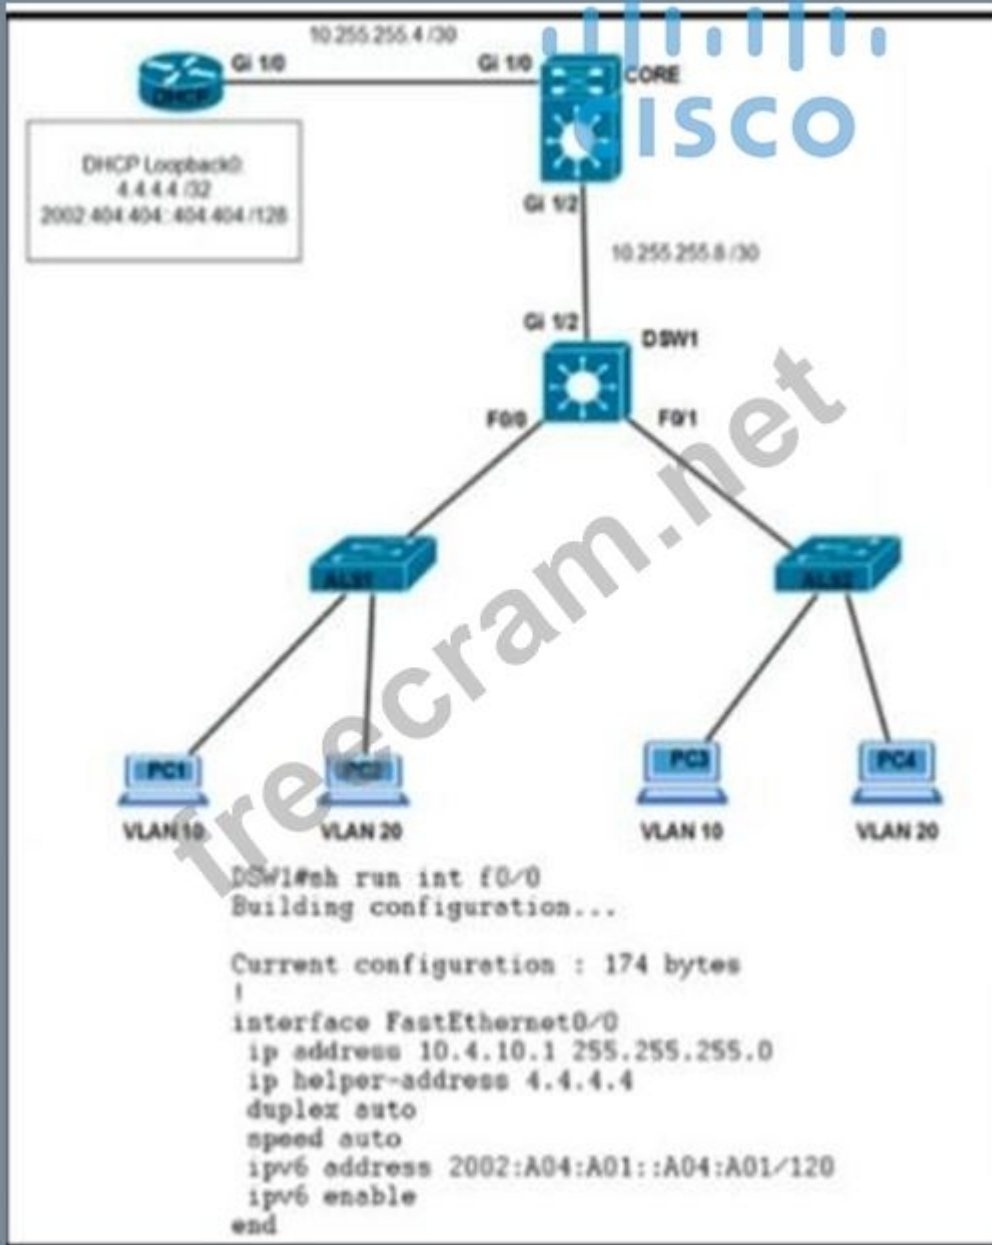 10.255.255.4 /30
Gi 1/0
Gi 1/0
CORE
ISCO
DHCP
DHCP Loopback0:
4.4.4.4 /32
2002:404:404::404:404 /128
Gi 1/2
10.255.255.8 /30
Gi 1/2
DSW1
F0/0
F0/1
ALS1
ALS2
PC1
PC2
PC3
PC4
VLAN 10
VLAN 20
VLAN 10
VLAN 20
freecram.net
DSW1#sh run int f0/0
Building configuration...
Current configuration : 174 bytes
!
interface FastEthernet0/0
ip address 10.4.10.1 255.255.255.0
ip helper-address 4.4.4.4
duplex auto
speed auto
ipv6 address 2002:A04:A01::A04:A01/120
ipv6 enable
end